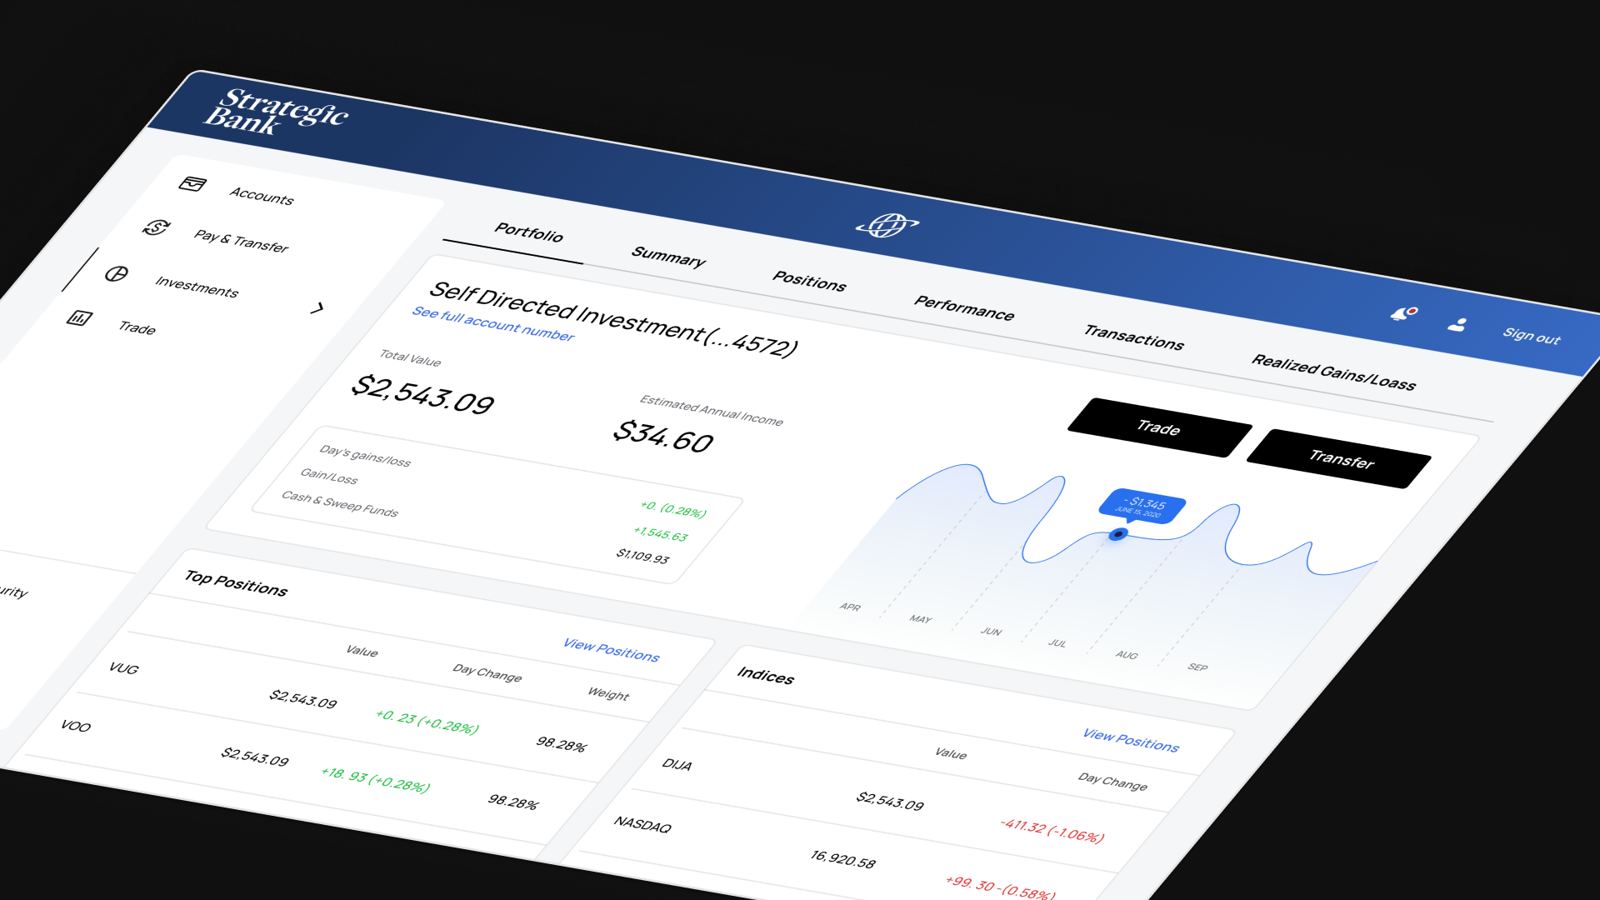 Strategic
Bank
Sign out
Accounts
Pay & Transfer
Investments
Trade
Portfolio
Summary
Positions
Performance
Transactions
Realized Gains/Loass
Self Directed Investment(...4572)
See full account number
Trade
Transfer
Total Value
$2,543.09
Estimated Annual Income
$34.60
Day's gains/loss +0. (0.28%)
Gain/Loss +1,545.63
Cash & Sweep Funds $1,109.93
- $1,345
JUNE 15, 2020
APR MAY JUN JUL AUG SEP
Top Positions
View Positions
Value Day Change Weight
VUG $2,543.09 +0. 23 (+0.28%) 98.28%
VOO $2,543.09 +18. 93 (+0.28%) 98.28%
Indices
View Positions
Value Day Change
DIJA $2,543.09 -411.32 (-1.06%)
NASDAQ 16,920.58 +99. 30 -(0.58%)